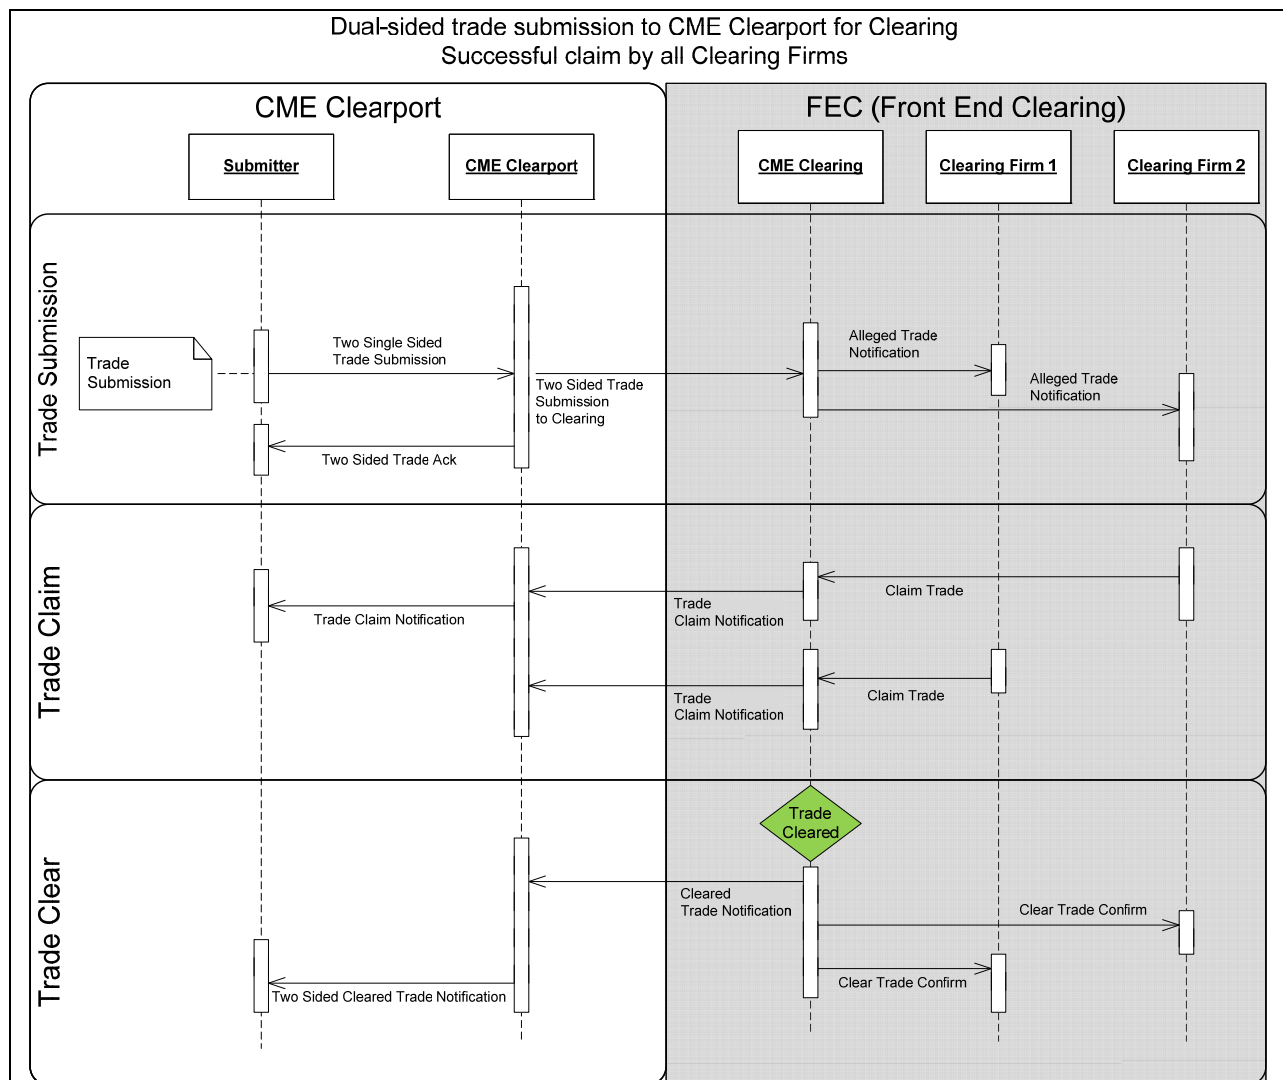 Dual-sided trade submission to CME Clearport for Clearing
Successful claim by all Clearing Firms
CME Clearport
FEC (Front End Clearing)
Submitter
CME Clearport
CME Clearing
Clearing Firm 1
Clearing Firm 2
Trade Submission
Trade
Submission
Two Single Sided
Trade Submission
Two Sided Trade
Submission
to Clearing
Alleged Trade
Notification
Alleged Trade
Notification
Two Sided Trade Ack
Trade Claim
Claim Trade
Trade
Claim Notification
Trade Claim Notification
Claim Trade
Trade
Claim Notification
Trade Clear
Trade
Cleared
Cleared
Trade Notification
Clear Trade Confirm
Clear Trade Confirm
Two Sided Cleared Trade Notification